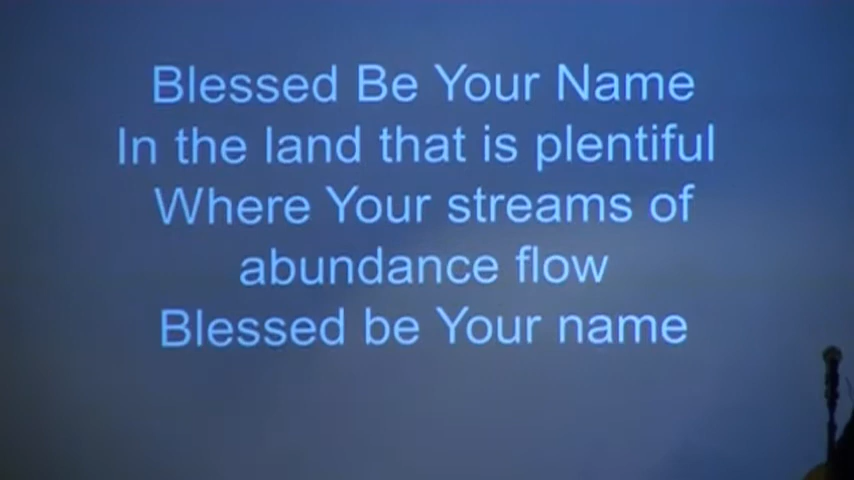 Blessed Be Your Name
In the land that is plentiful
Where Your streams of
abundance flow
Blessed be Your name